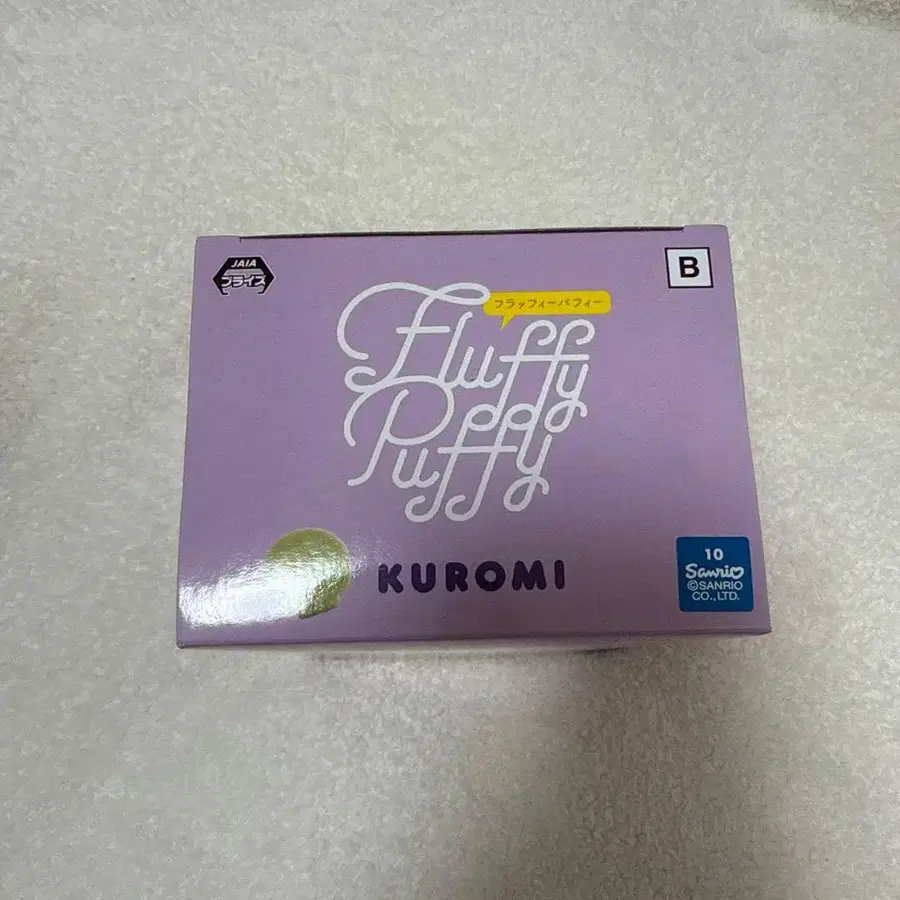 JAIA
プライズ
B
フラッフィーパフィー
Fluffy
Puffy
KUROMI
10
Sanrio
©SANRIO
CO.,LTD.